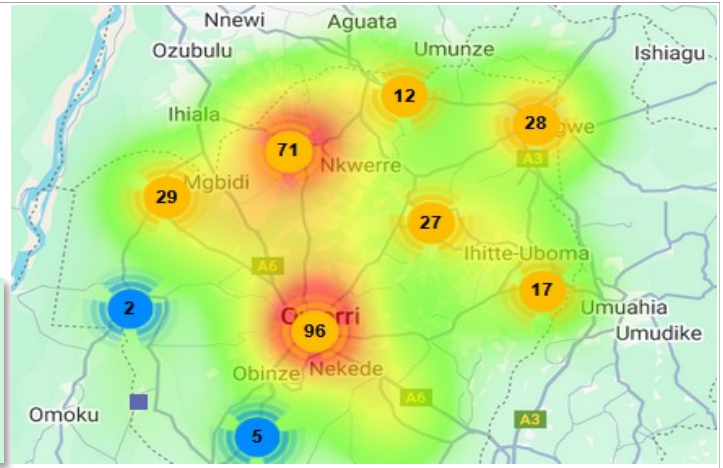 Nnewi
Aguata
Ozubulu
Umunze
Ishiagu
12
Ihiala
28
gwe
71
A3
Nkwerre
Mgbidi
29
27
Ihitte-Uboma
A6
17
2
Umuahia
96
Umudike
Obinze
Nekede
A6
Omoku
A3
5